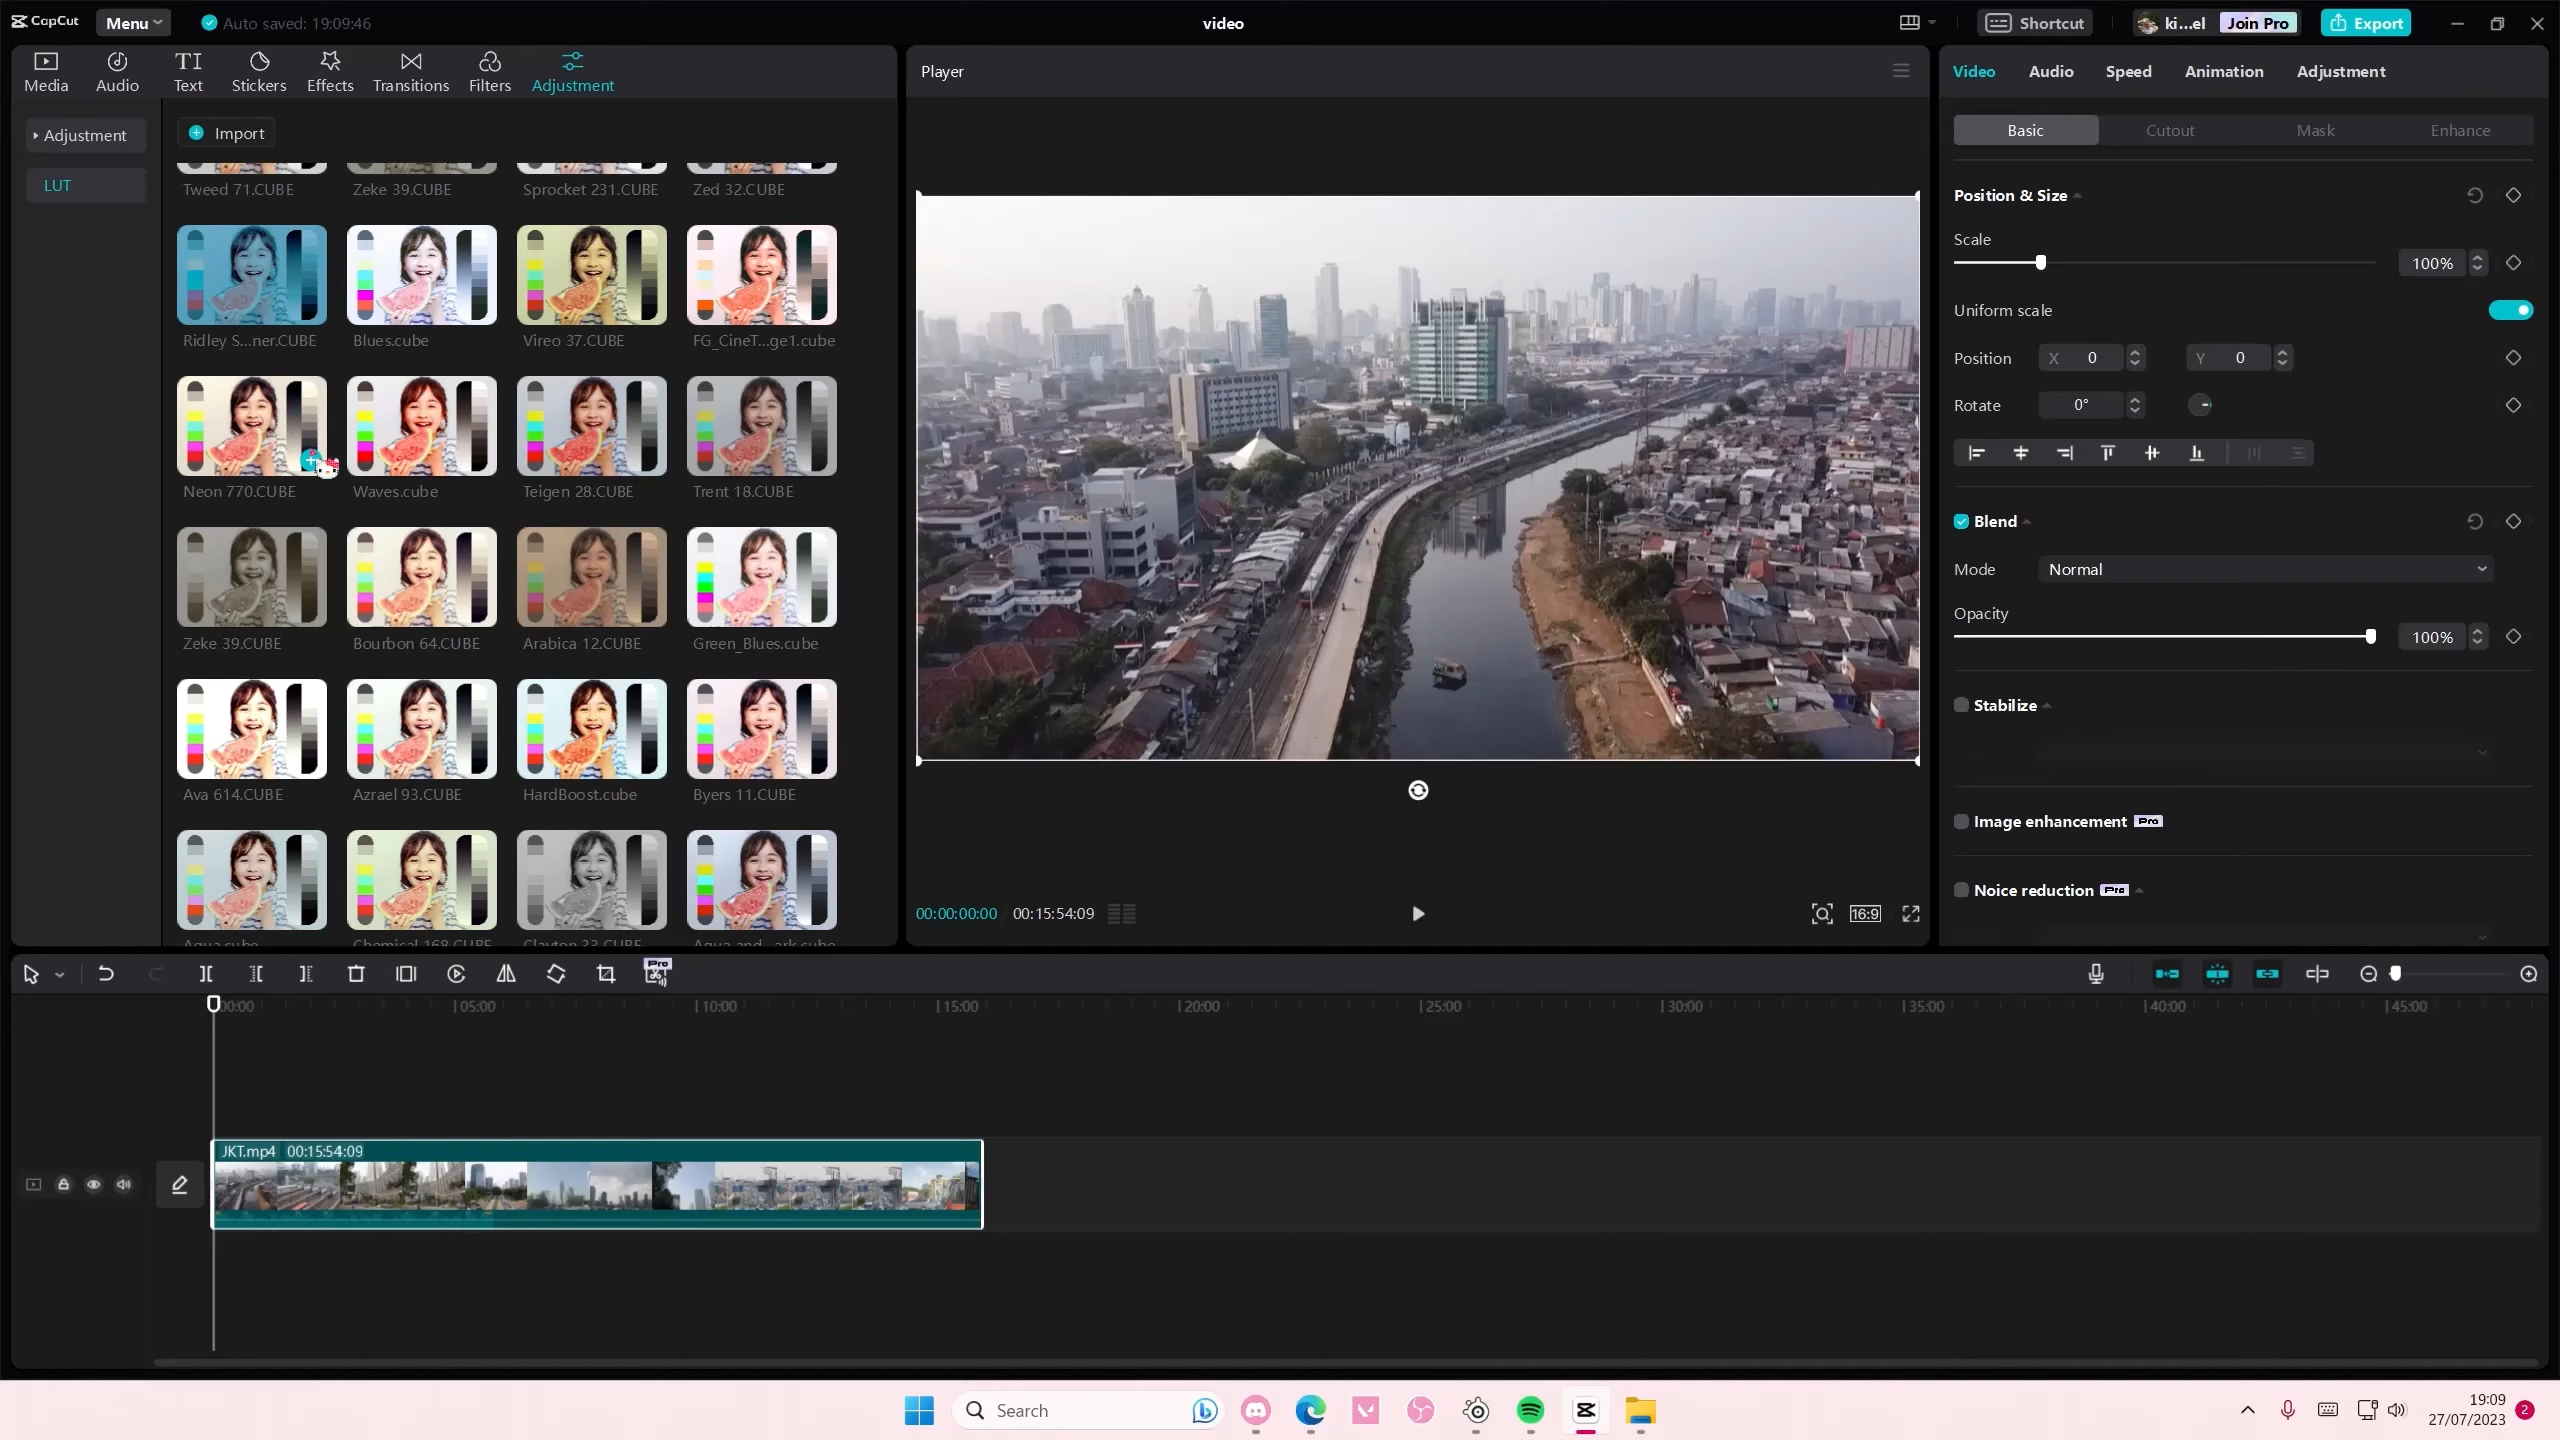 CapCut
Menu
Auto saved: 19:09:46
video
Shortcut
ki...el
Join Pro
Export
Media
Audio
Text
Stickers
Effects
Transitions
Filters
Adjustment
Adjustment
LUT
Import
Tweed 71.CUBE
Zeke 39.CUBE
Sprocket 231.CUBE
Zed 32.CUBE
Ridley S...ner.CUBE
Blues.cube
Vireo 37.CUBE
FG_CineT...ge1.cube
Neon 770.CUBE
Waves.cube
Teigen 28.CUBE
Trent 18.CUBE
Zeke 39.CUBE
Bourbon 64.CUBE
Arabica 12.CUBE
Green_Blues.cube
Ava 614.CUBE
Azrael 93.CUBE
HardBoost.cube
Byers 11.CUBE
Aqua.cube
Chemical 168.CUBE
Clayton 33.CUBE
Aqua and...ark.cube
Player
00:00:00:00
00:15:54:09
16:9
Video
Audio
Speed
Animation
Adjustment
Basic
Cutout
Mask
Enhance
Position & Size
Scale
100%
Uniform scale
Position X 0 Y 0
Rotate 0°
Blend
Mode Normal
Opacity
100%
Stabilize
Image enhancement Pro
Noice reduction Pro
Pro
00:00
05:00
10:00
15:00
20:00
25:00
30:00
35:00
40:00
45:00
JKT.mp4 00:15:54:09
Search
19:09
27/07/2023
2